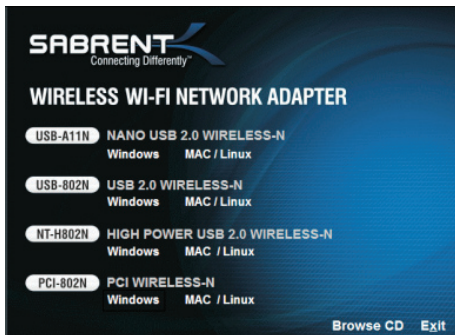 SABRENT
Connecting Differently™
WIRELESS WI-FI NETWORK ADAPTER
USB-A11N NANO USB 2.0 WIRELESS-N
Windows MAC / Linux
USB-802N USB 2.0 WIRELESS-N
Windows MAC / Linux
NT-H802N HIGH POWER USB 2.0 WIRELESS-N
Windows MAC / Linux
PCI-802N PCI WIRELESS-N
Windows MAC / Linux
Browse CD Exit